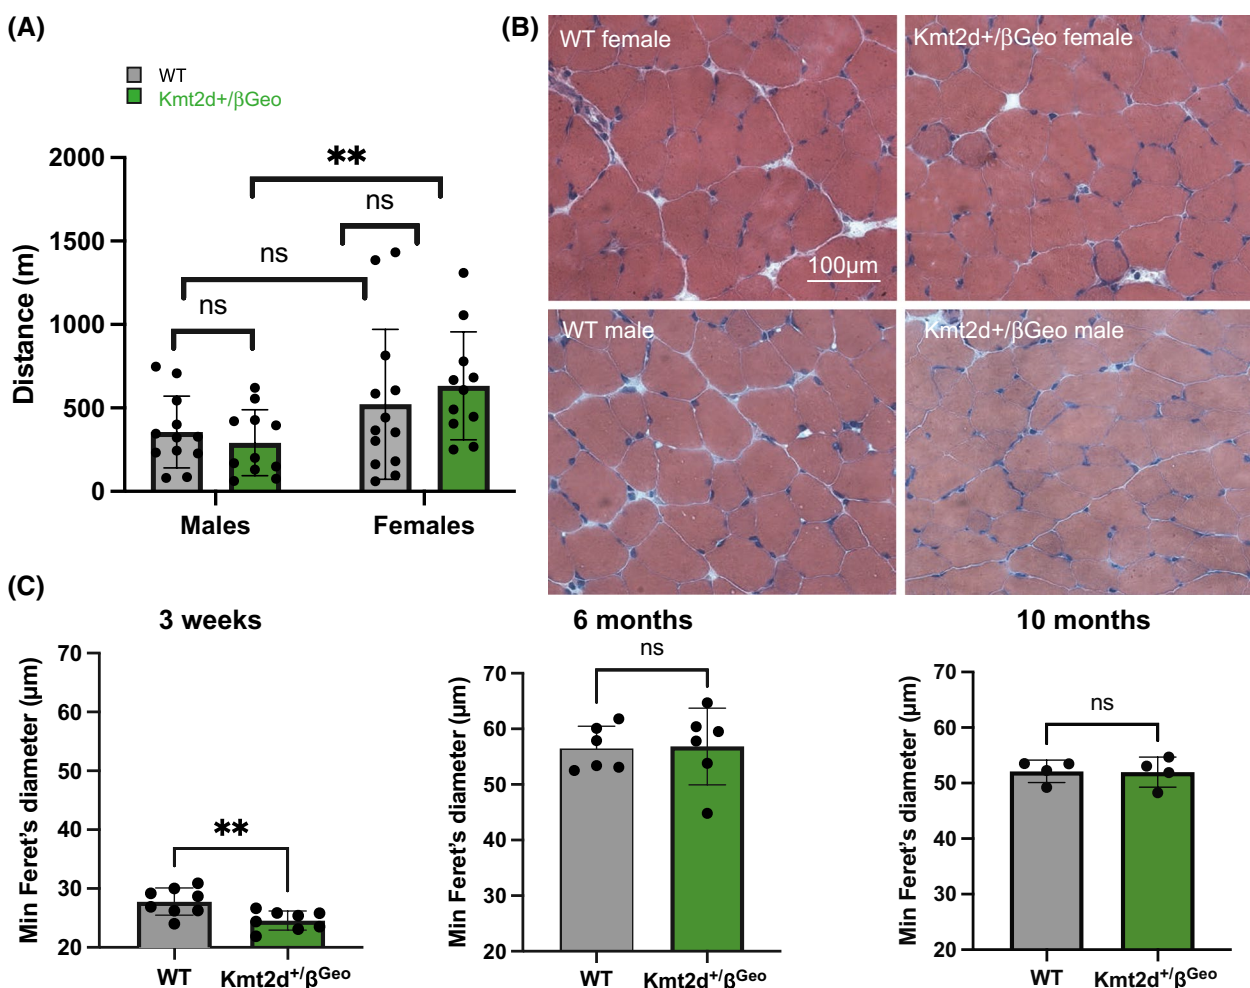 (A)
WT
Kmt2d+/βGeo
2000
1500
1000
500
0
Distance (m)
**
ns
ns
ns
Males
Females
(B)
WT female
Kmt2d+/βGeo female
100μm
WT male
Kmt2d+/βGeo male
(C)
3 weeks
70
60
50
40
30
20
Min Feret's diameter (μm)
**
WT
Kmt2d+/βGeo
6 months
70
60
50
40
30
20
Min Feret's diameter (μm)
ns
WT
Kmt2d+/βGeo
10 months
70
60
50
40
30
20
Min Feret's diameter (μm)
ns
WT
Kmt2d+/βGeo